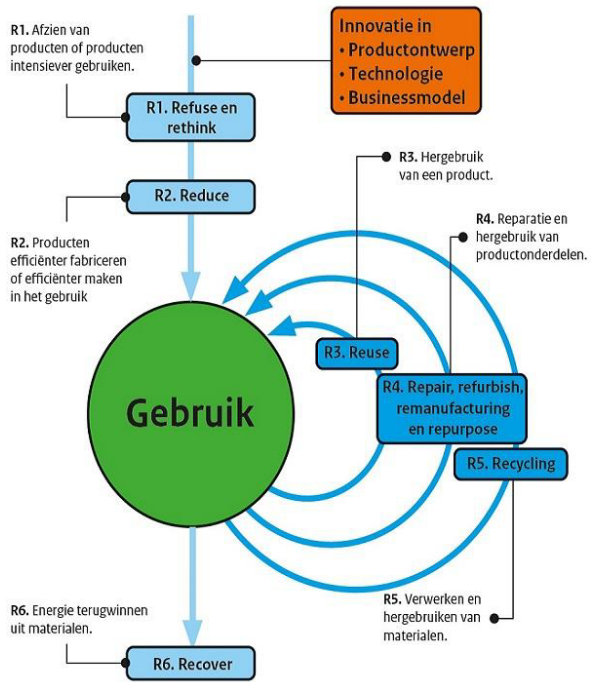 R1. Afzien van
producten of producten
intensiever gebruiken.
Innovatie in
• Productontwerp
• Technologie
• Businessmodel
R1. Refuse en
rethink
R3. Hergebruik
van een product.
R2. Reduce
R4. Reparatie en
hergebruik van
productonderdelen.
R2. Producten
efficiënter fabriceren
of efficiënter maken
in het gebruik
R3. Reuse
Gebruik
R4. Repair, refurbish,
remanufacturing
en repurpose
R5. Recycling
R6. Energie terugwinnen
uit materialen.
R5. Verwerken en
hergebruiken van
materialen.
R6. Recover